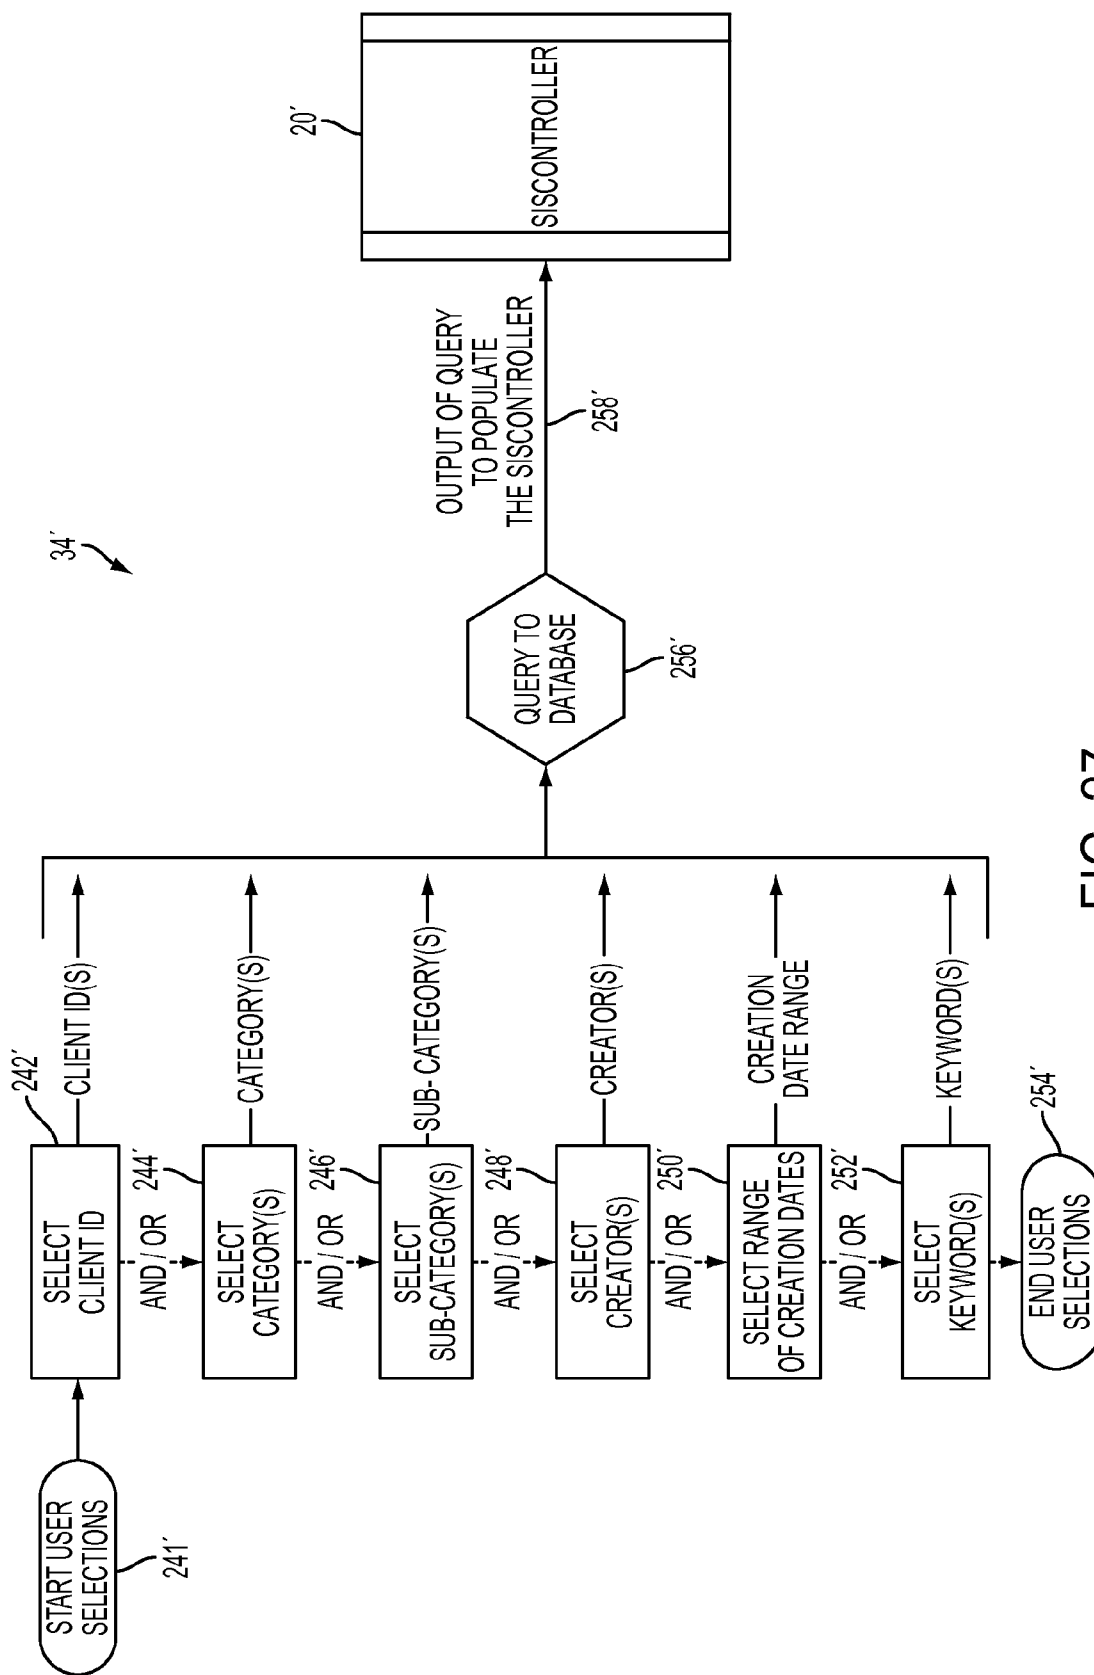 34´
START USER
SELECTIONS
241´
SELECT
CLIENT ID
242´
CLIENT ID(S)
AND / OR
244´
SELECT
CATEGORY(S)
CATEGORY(S)
AND / OR
246´
SELECT
SUB-CATEGORY(S)
SUB- CATEGORY(S)
AND / OR
248´
SELECT
CREATOR(S)
CREATOR(S)
AND / OR
250´
SELECT RANGE
OF CREATION DATES
CREATION
DATE RANGE
AND / OR
252´
SELECT
KEYWORD(S)
KEYWORD(S)
END USER
SELECTIONS
254´
QUERY TO
DATABASE
256´
OUTPUT OF QUERY
TO POPULATE
THE SISCONTROLLER
258´
20´
SISCONTROLLER
FIG.